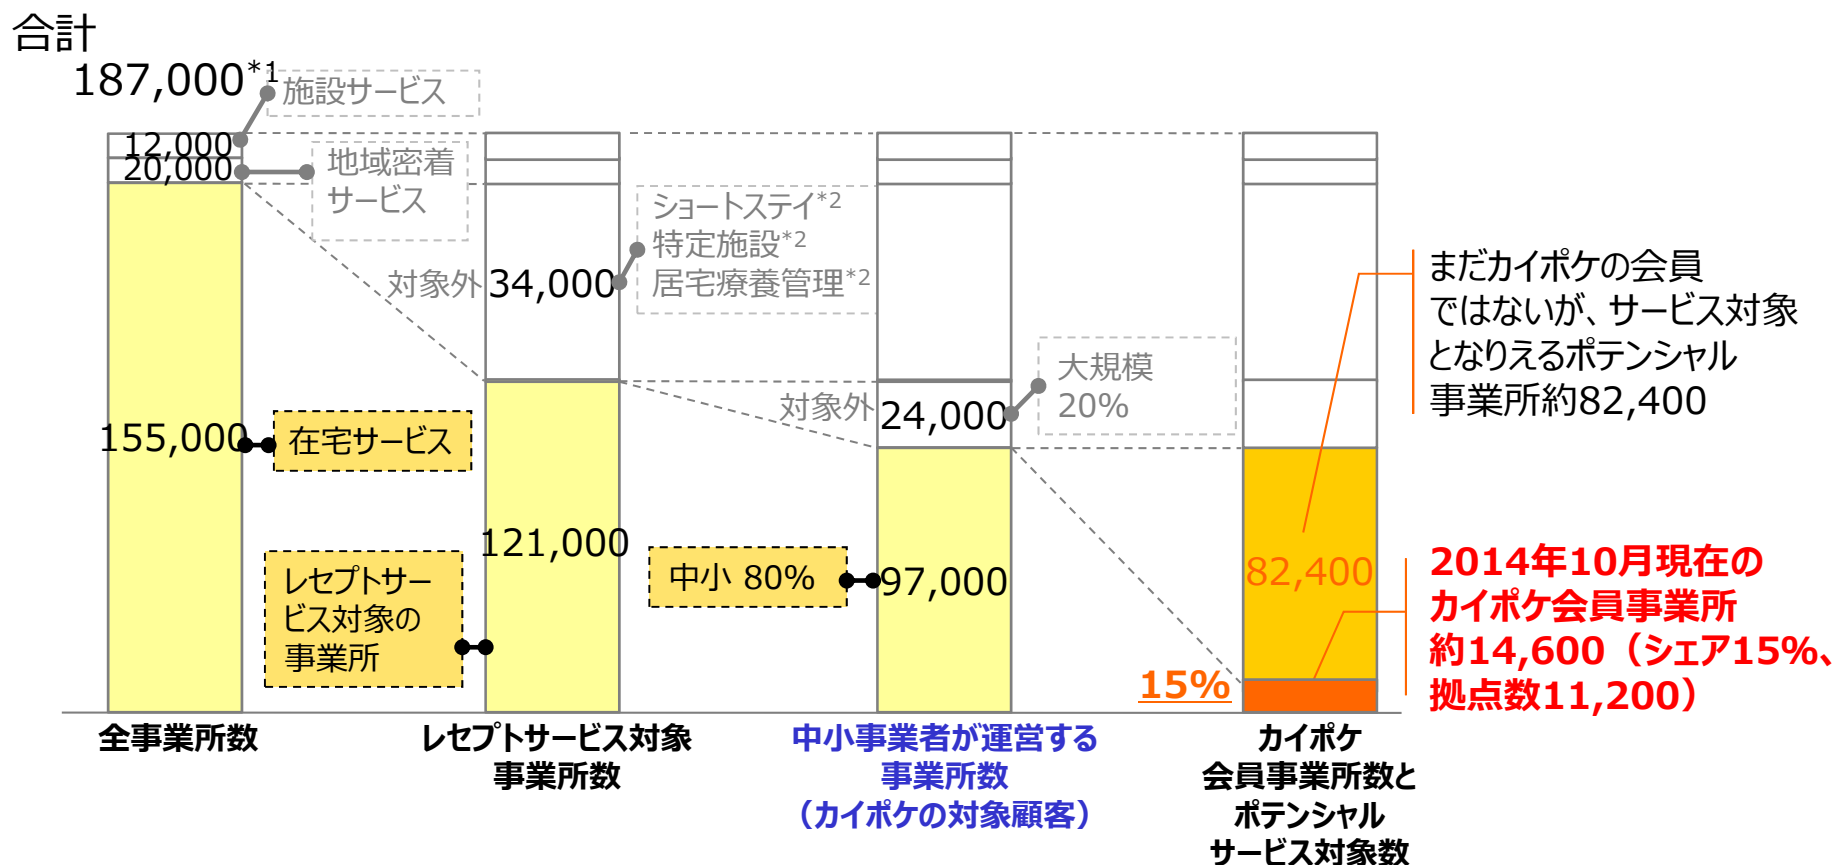 合計
187,000*1
施設サービス
12,000
20,000
地域密着
サービス
155,000
在宅サービス
対象外
34,000
ショートステイ*2
特定施設*2
居宅療養管理*2
121,000
レセプトサー
ビス対象の
事業所
対象外
24,000
大規模
20%
中小 80%
97,000
82,400
15%
まだカイポケの会員
ではないが、サービス対象
となりえるポテンシャル
事業所約82,400
2014年10月現在の
カイポケ会員事業所
約14,600（シェア15%、
拠点数11,200）
全事業所数
レセプトサービス対象
事業所数
中小事業者が運営する
事業所数
（カイポケの対象顧客）
カイポケ
会員事業所数と
ポテンシャル
サービス対象数